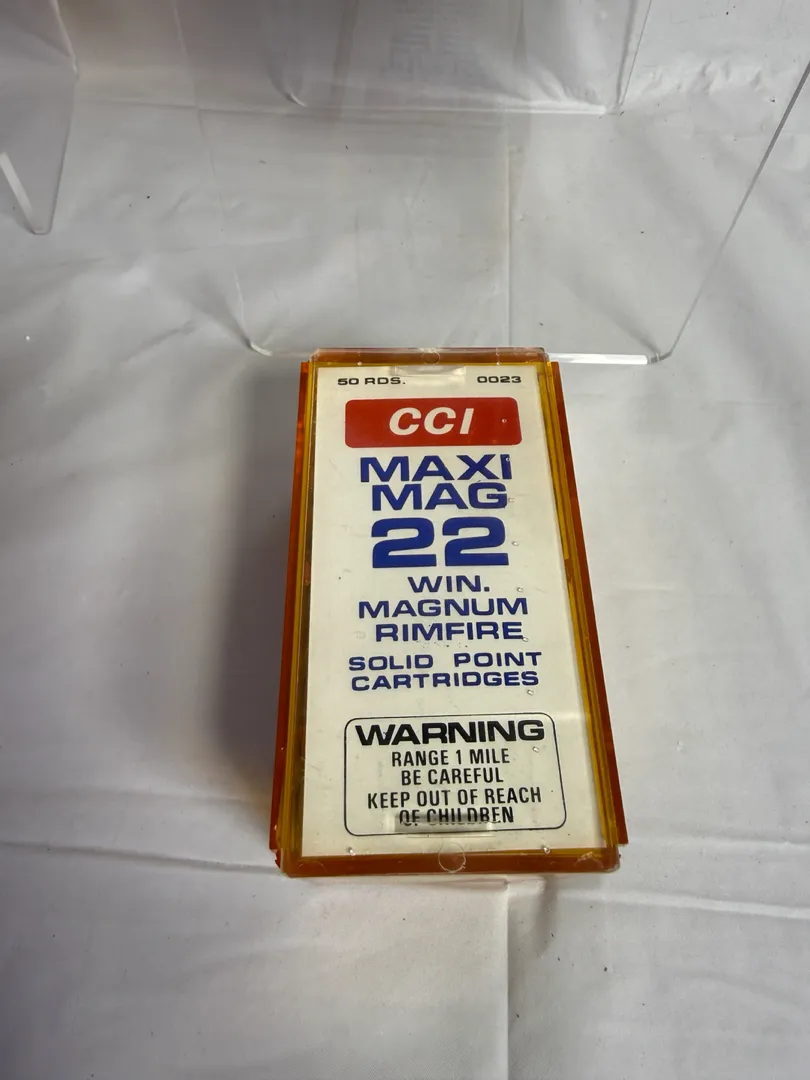 50 RDS. 0023
CCI
MAXI
MAG
22
WIN.
MAGNUM
RIMFIRE
SOLID POINT
CARTRIDGES
WARNING
RANGE 1 MILE
BE CAREFUL
KEEP OUT OF REACH
OF CHILDREN